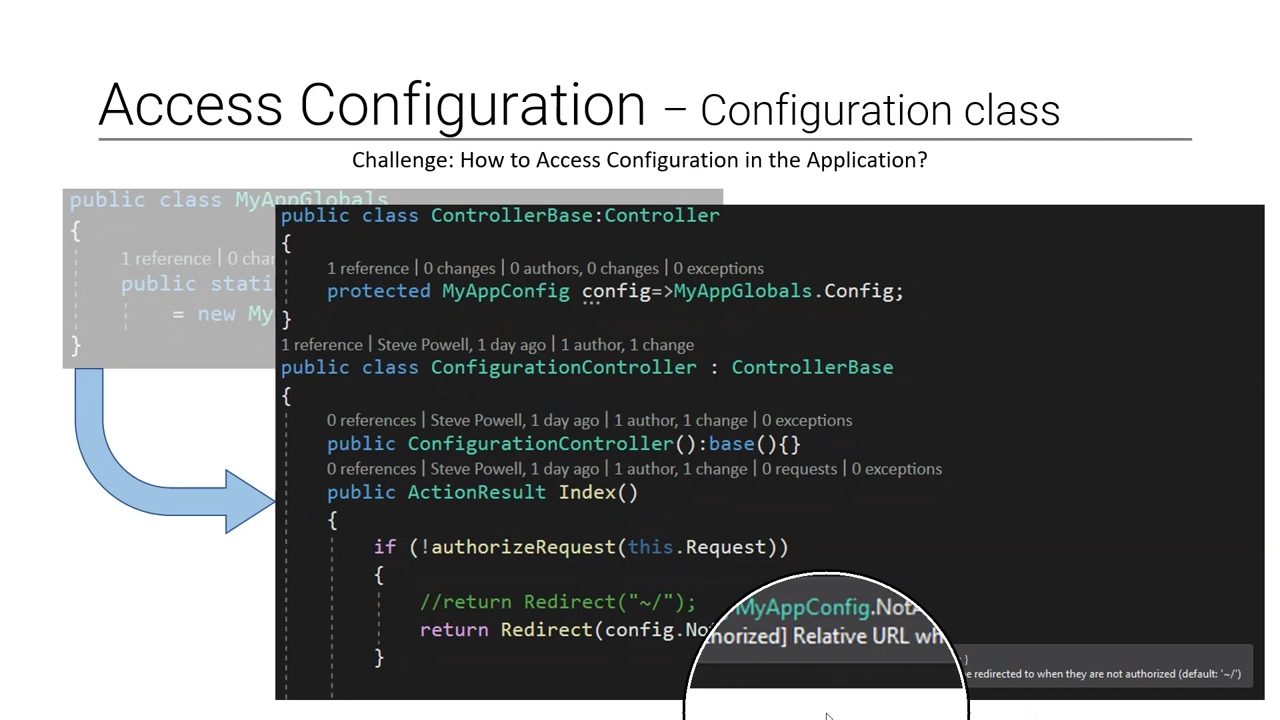 Access Configuration – Configuration class
Challenge: How to Access Configuration in the Application?
public class MyAppGlobals
{
1 reference | 0 cha
public stati
= new My
}
public class ControllerBase:Controller
{
1 reference | 0 changes | 0 authors, 0 changes | 0 exceptions
protected MyAppConfig config=>MyAppGlobals.Config;
}
1 reference | Steve Powell, 1 day ago | 1 author, 1 change
public class ConfigurationController : ControllerBase
{
0 references | Steve Powell, 1 day ago | 1 author, 1 change | 0 exceptions
public ConfigurationController():base(){}
0 references | Steve Powell, 1 day ago | 1 author, 1 change | 0 requests | 0 exceptions
public ActionResult Index()
{
if (!authorizeRequest(this.Request))
{
//return Redirect("~/");
return Redirect(config.No
}
MyAppConfig.NotA
horized] Relative URL wh
}
e redirected to when they are not authorized (default: '~/')